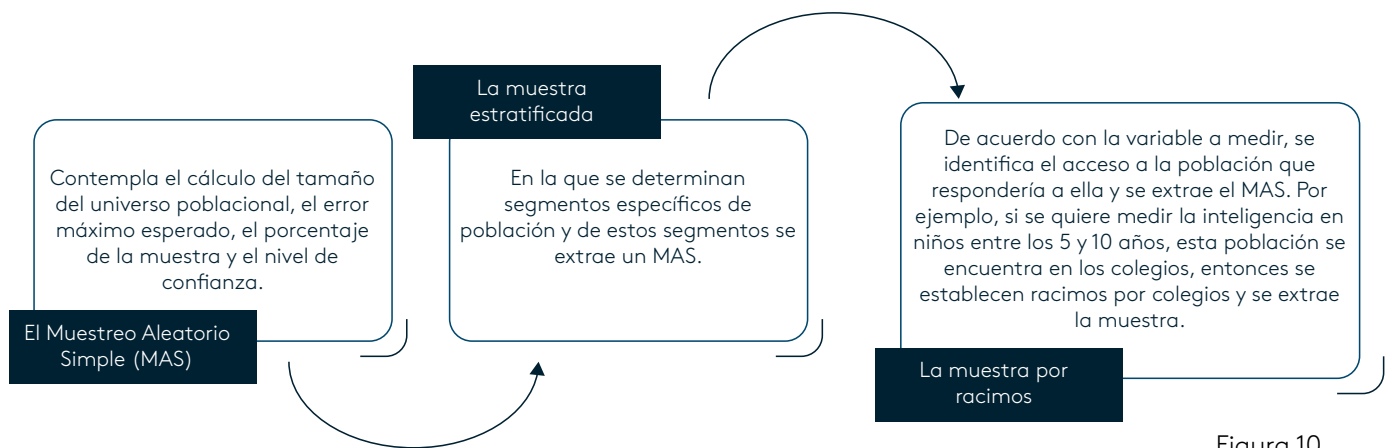 Contempla el cálculo del tamaño
del universo poblacional, el error
máximo esperado, el porcentaje
de la muestra y el nivel de
confianza.
El Muestreo Aleatorio
Simple (MAS)
La muestra
estratificada
En la que se determinan
segmentos específicos de
población y de estos segmentos se
extrae un MAS.
De acuerdo con la variable a medir, se
identifica el acceso a la población que
respondería a ella y se extrae el MAS. Por
ejemplo, si se quiere medir la inteligencia en
niños entre los 5 y 10 años, esta población se
encuentra en los colegios, entonces se
establecen racimos por colegios y se extrae
la muestra.
La muestra por
racimos
Figura 10